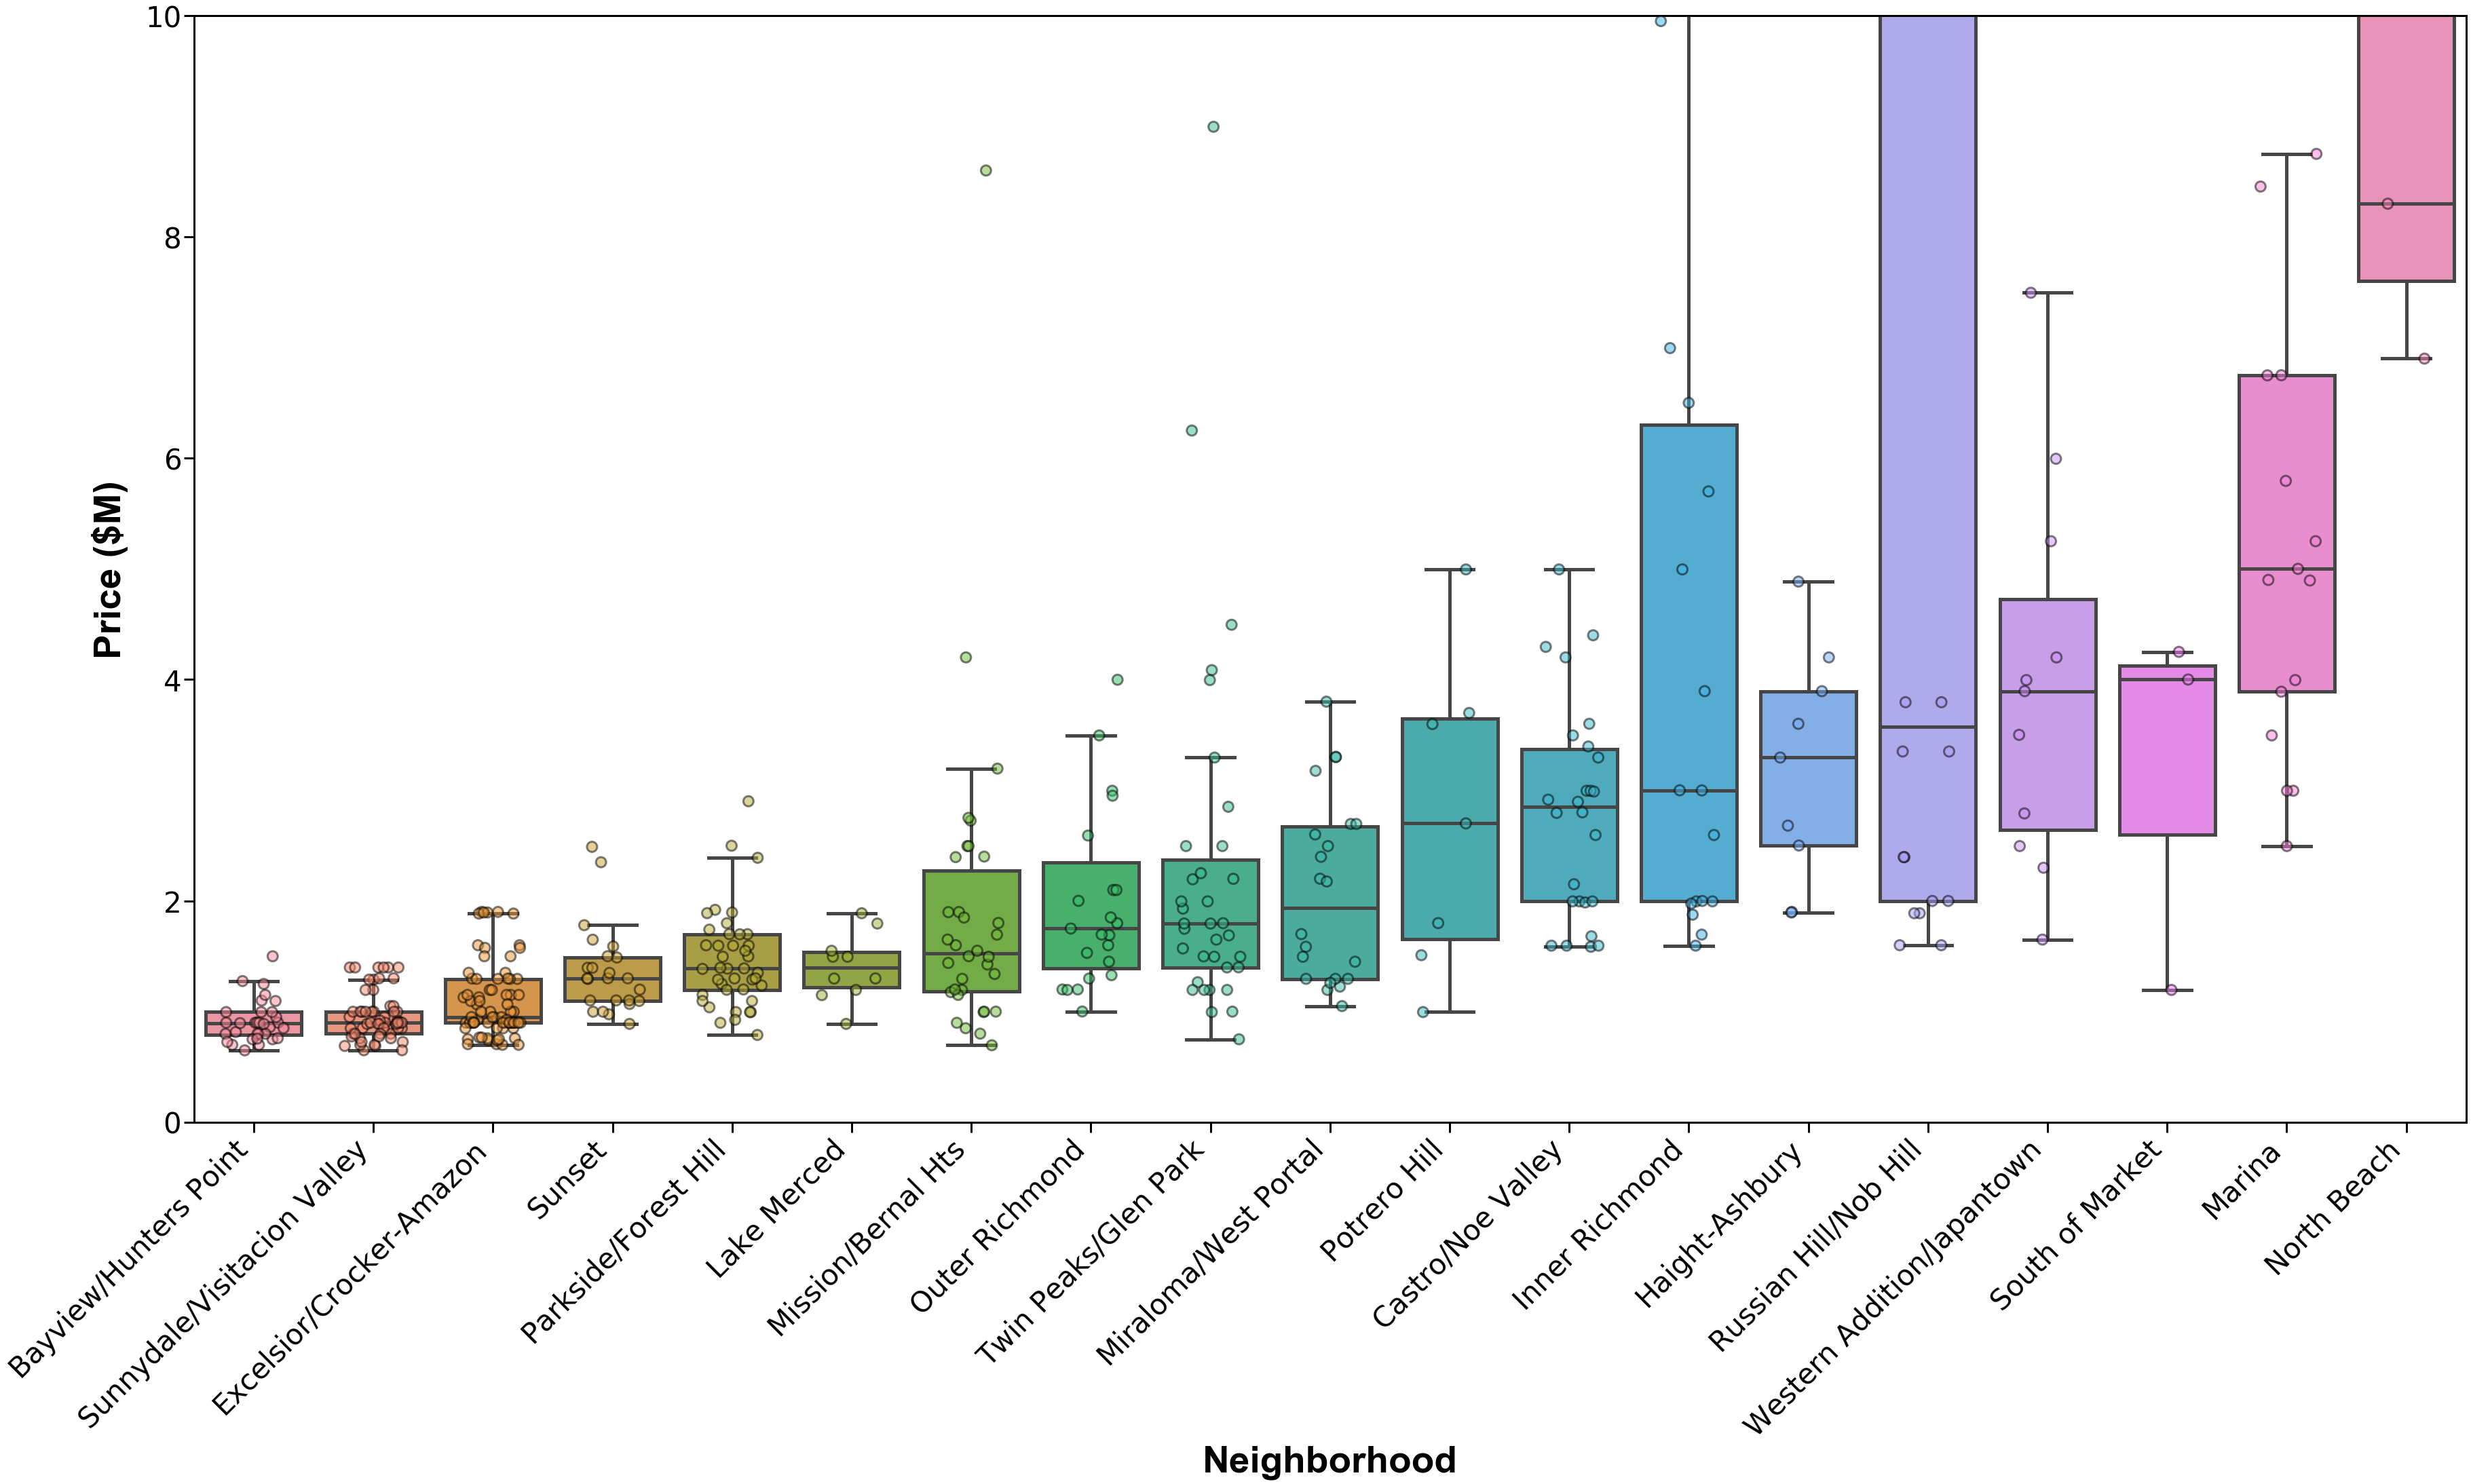 Price ($M)
10
8
6
4
2
0
Bayview/Hunters Point
Sunnydale/Visitacion Valley
Excelsior/Crocker-Amazon
Sunset
Parkside/Forest Hill
Lake Merced
Mission/Bernal Hts
Outer Richmond
Twin Peaks/Glen Park
Miraloma/West Portal
Potrero Hill
Castro/Noe Valley
Inner Richmond
Haight-Ashbury
Russian Hill/Nob Hill
Western Addition/Japantown
South of Market
Marina
North Beach
Neighborhood